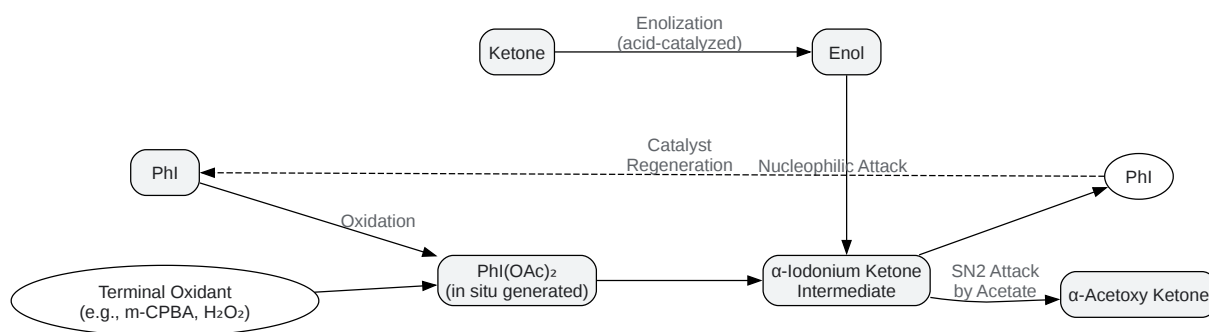 Enolization
(acid-catalyzed)
Ketone
Enol
Catalyst
Regeneration
Nucleophilic Attack
PhI
PhI
Oxidation
PhI(OAc)₂
(in situ generated)
α-Iodonium Ketone
Intermediate
SN2 Attack
by Acetate
Terminal Oxidant
(e.g., m-CPBA, H₂O₂)
α-Acetoxy Ketone